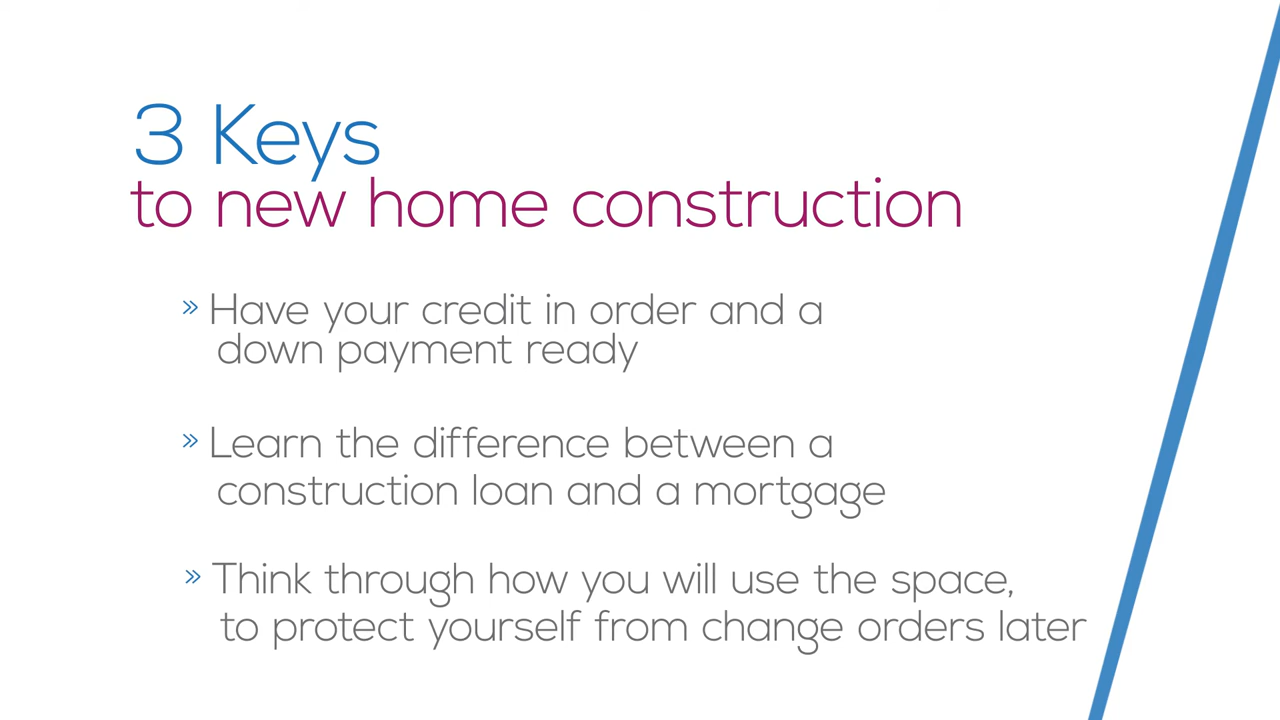 3 Keys
to new home construction
» Have your credit in order and a
down payment ready
» Learn the difference between a
construction loan and a mortgage
» Think through how you will use the space,
to protect yourself from change orders later